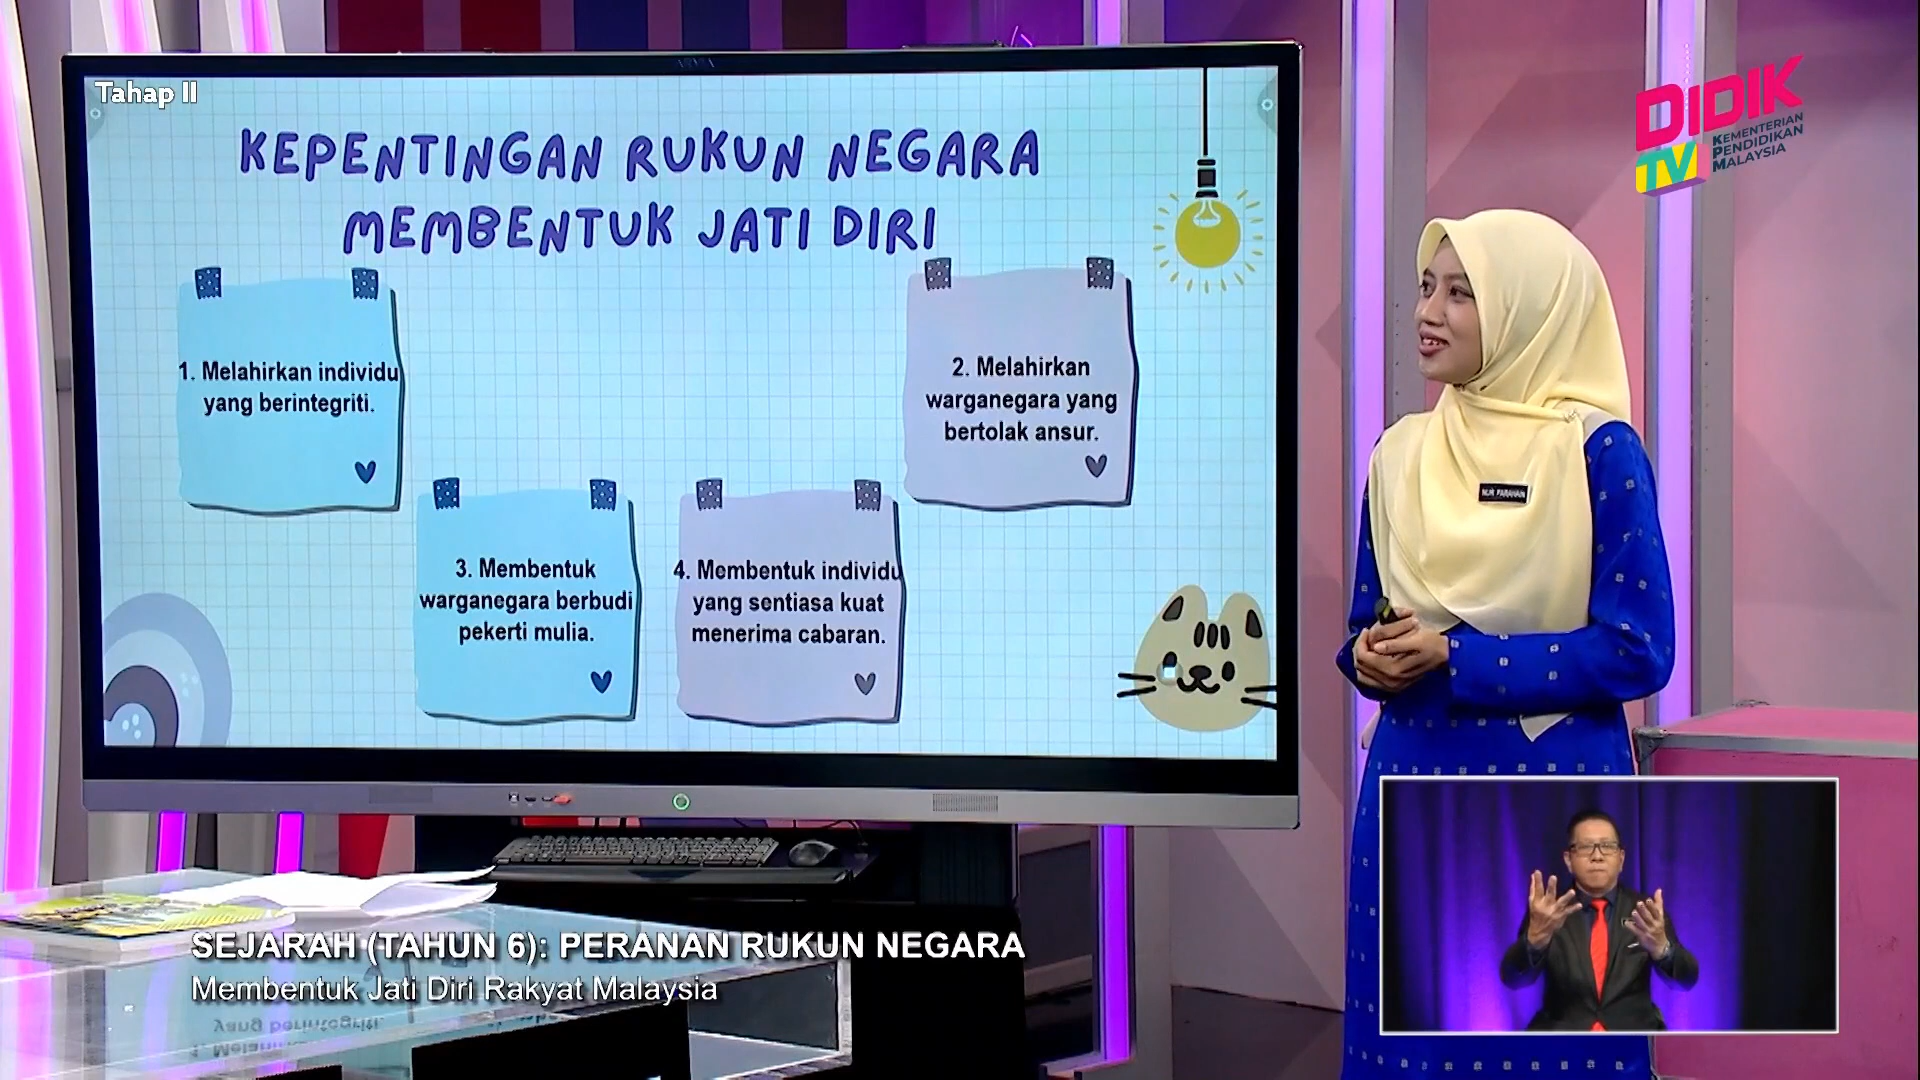 Tahap II
KEPENTINGAN RUKUN NEGARA
MEMBENTUK JATI DIRI
1. Melahirkan individu
yang berintegriti.
2. Melahirkan
warganegara yang
bertolak ansur.
3. Membentuk
warganegara berbudi
pekerti mulia.
4. Membentuk individu
yang sentiasa kuat
menerima cabaran.
DIDIK
TV
KEMENTERIAN
PENDIDIKAN
MALAYSIA
NUR FARAHAIN
SEJARAH (TAHUN 6): PERANAN RUKUN NEGARA
Membentuk Jati Diri Rakyat Malaysia